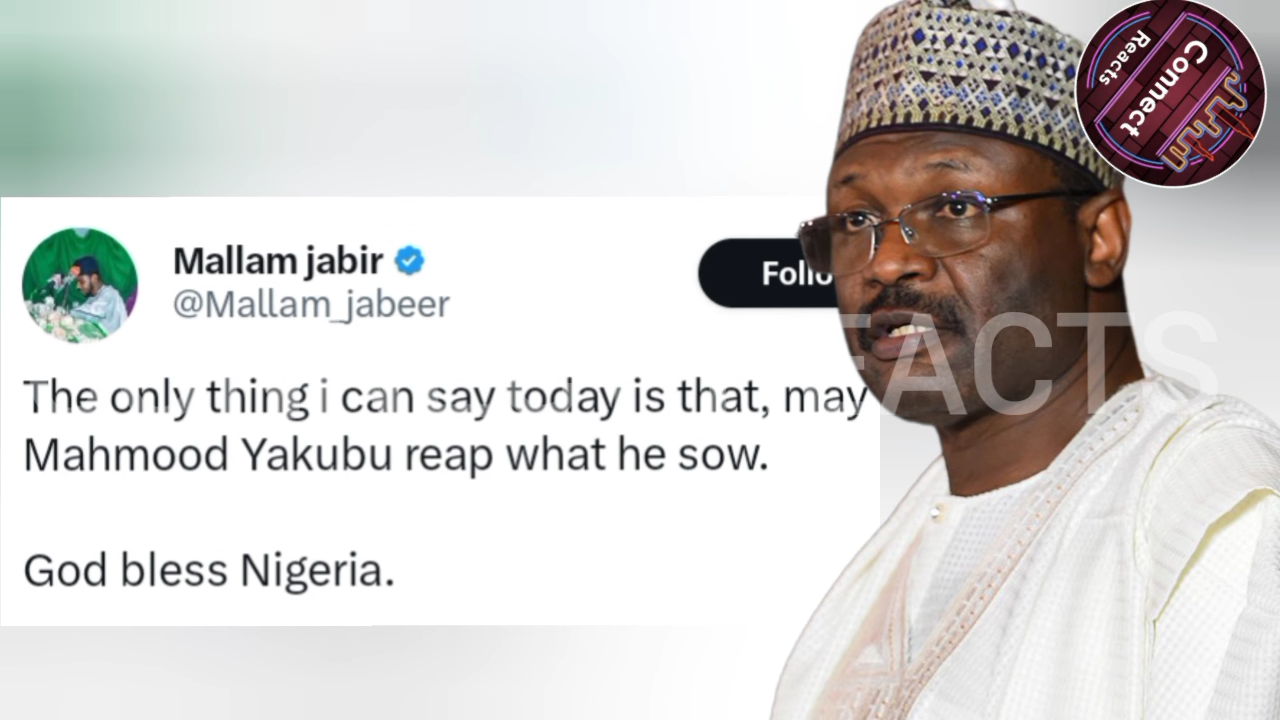 Connect
Reacts
Mallam jabir
@Mallam_jabeer
Follo
The only thing i can say today is that, may
Mahmood Yakubu reap what he sow.
God bless Nigeria.
FACTS